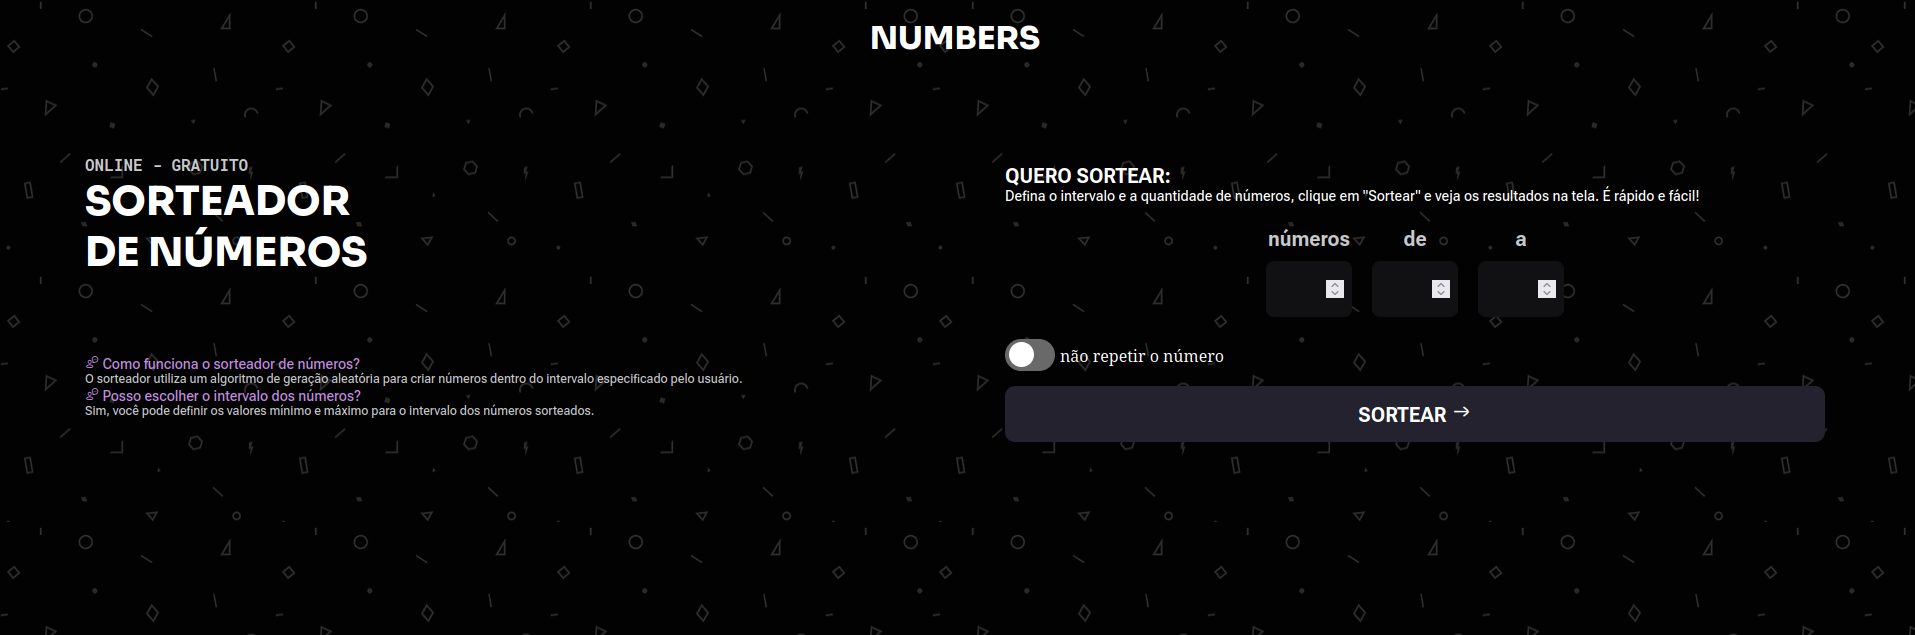 NUMBERS
ONLINE - GRATUITO
SORTEADOR
DE NÚMEROS
Como funciona o sorteador de números?
O sorteador utiliza um algoritmo de geração aleatória para criar números dentro do intervalo especificado pelo usuário.
Posso escolher o intervalo dos números?
Sim, você pode definir os valores mínimo e máximo para o intervalo dos números sorteados.
QUERO SORTEAR:
Defina o intervalo e a quantidade de números, clique em "Sortear" e veja os resultados na tela. É rápido e fácil!
números de a
não repetir o número
SORTEAR →